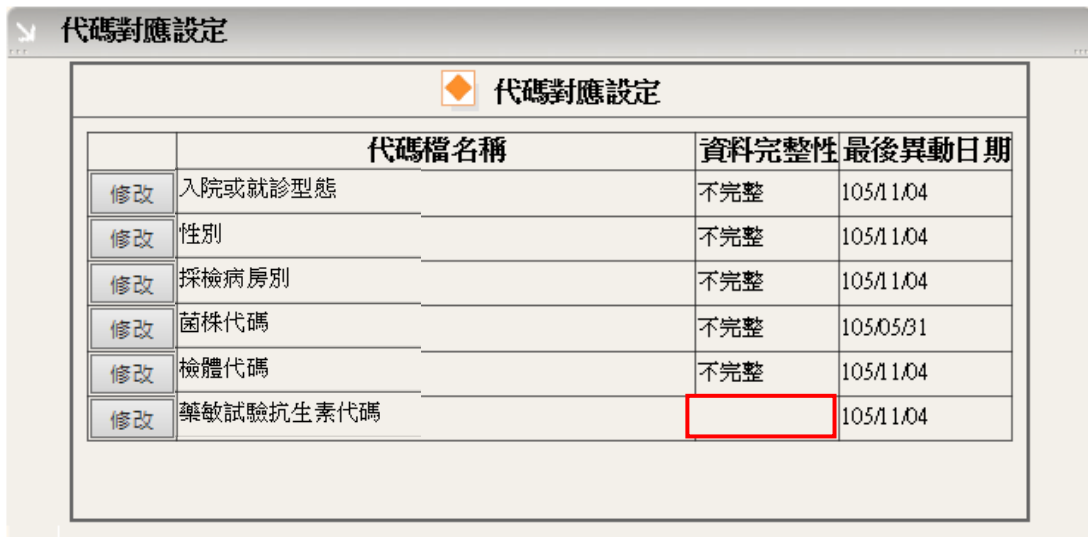 代碼對應設定
代碼對應設定
代碼檔名稱 資料完整性 最後異動日期
修改 入院或就診型態 不完整 105/11/04
修改 性別 不完整 105/11/04
修改 採檢病房別 不完整 105/11/04
修改 菌株代碼 不完整 105/05/31
修改 檢體代碼 不完整 105/11/04
修改 藥敏試驗抗生素代碼 105/11/04